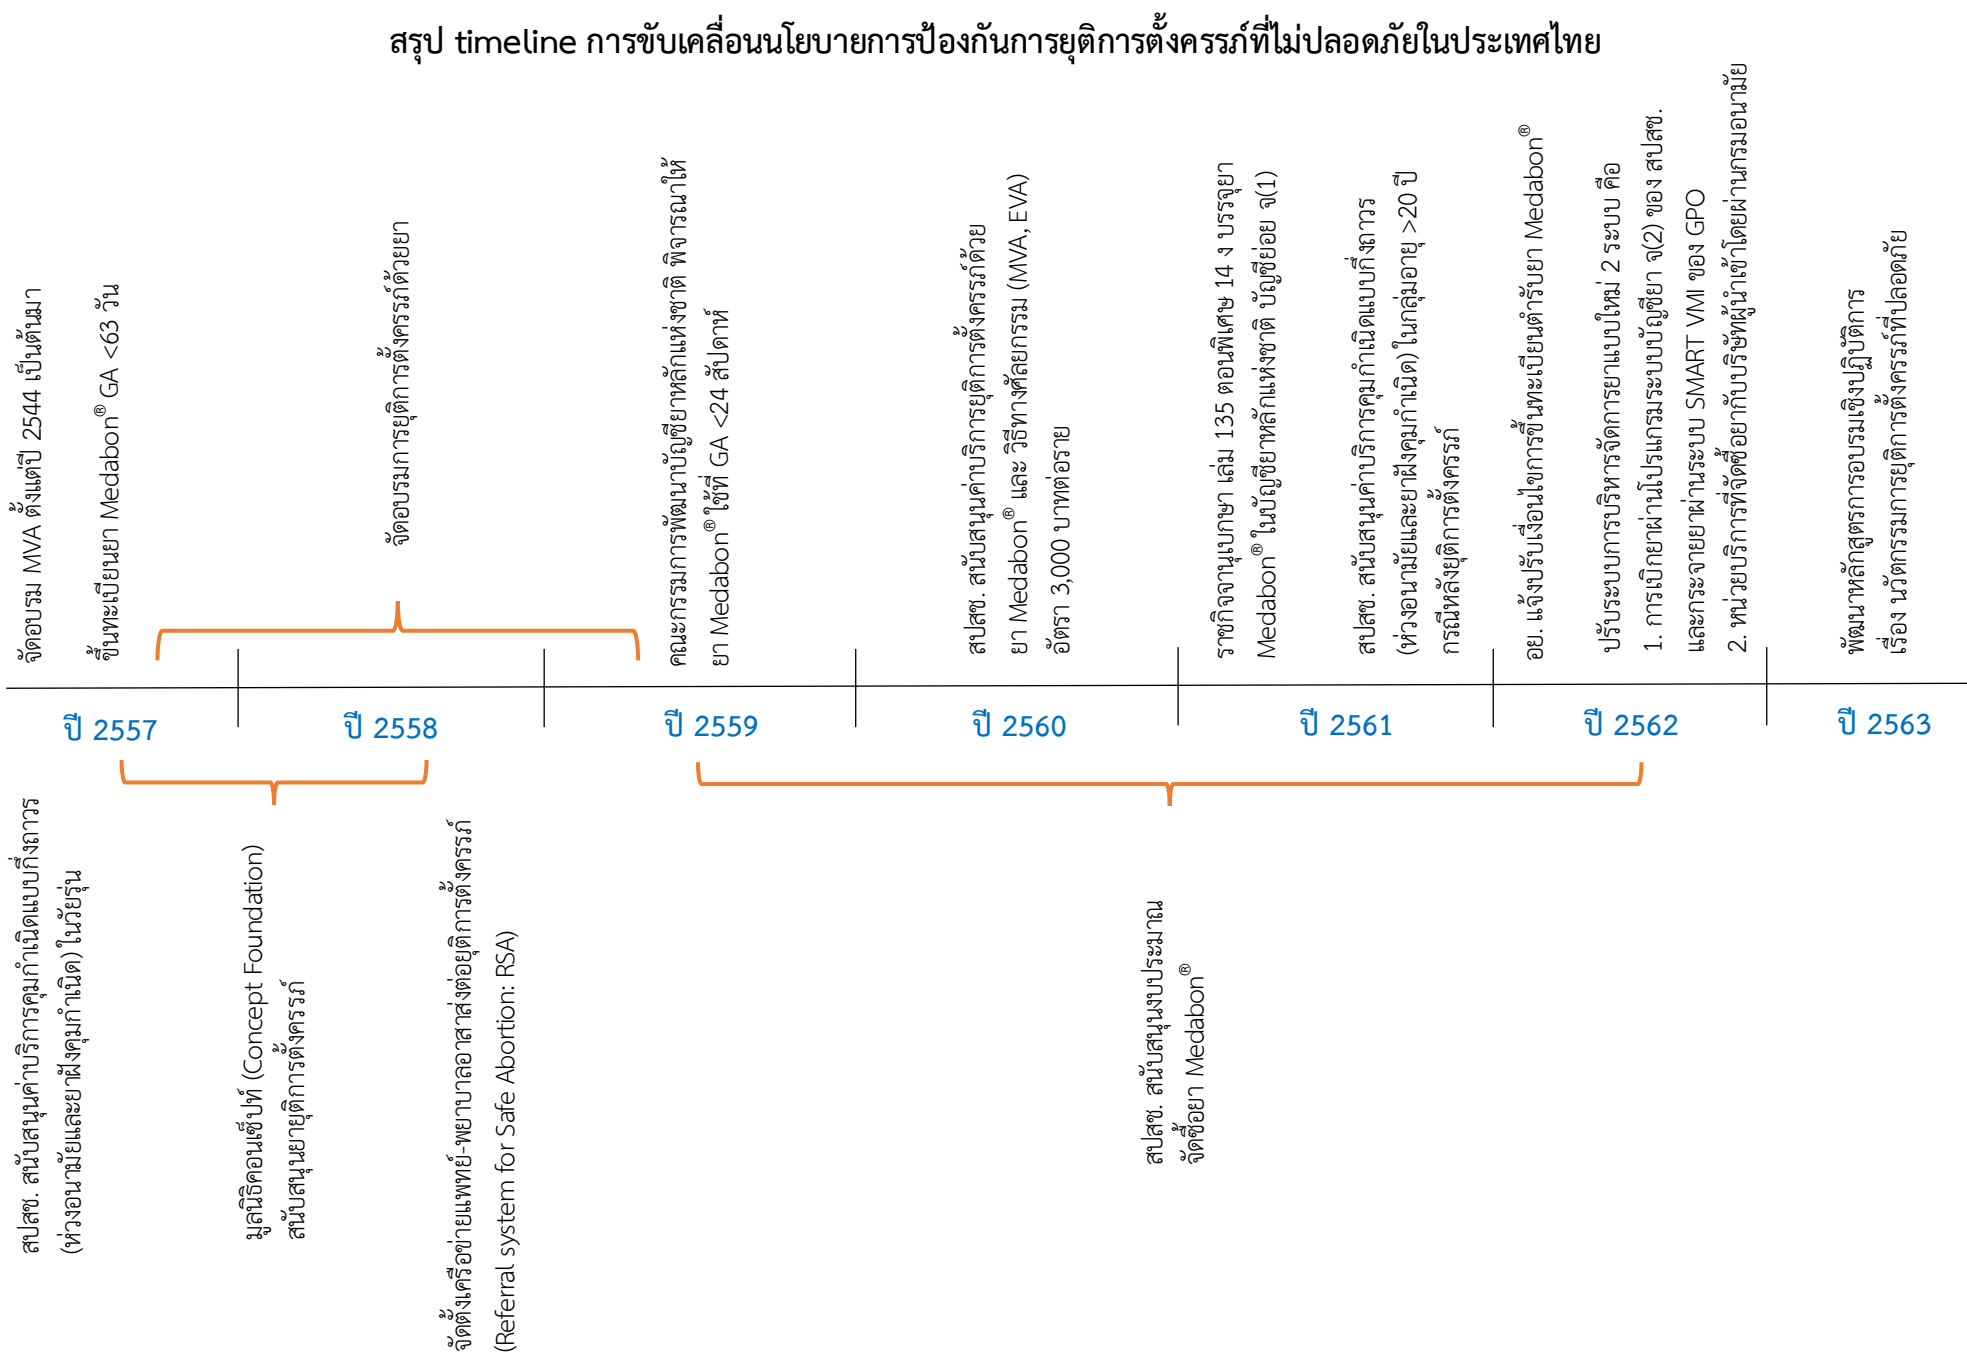 สรุป timeline การขับเคลื่อนนโยบายการป้องกันการยุติการตั้งครรภ์ที่ไม่ปลอดภัยในประเทศไทย
จัดอบรม MVA ตั้งแต่ปี 2544 เป็นต้นมา
ขึ้นทะเบียนยา Medabon® GA <63 วัน
จัดอบรมการยุติการตั้งครรภ์ด้วยยา
คณะกรรมการพัฒนาบัญชียาหลักแห่งชาติ พิจารณาให้
ยา Medabon® ใช้ที่ GA <24 สัปดาห์
สปสช. สนับสนุนค่าบริการยุติการตั้งครรภ์ด้วย
ยา Medabon® และ วิธีทางศัลยกรรม (MVA, EVA)
อัตรา 3,000 บาทต่อราย
ราชกิจจานุเบกษา เล่ม 135 ตอนพิเศษ 14 ง บรรจุยา
Medabon® ในบัญชียาหลักแห่งชาติ บัญชีย่อย จ(1)
สปสช. สนับสนุนค่าบริการคุมกำเนิดแบบกึ่งถาวร
(ห่วงอนามัยและยาฝังคุมกำเนิด) ในกลุ่มอายุ >20 ปี
กรณีหลังยุติการตั้งครรภ์
อย. แจ้งปรับเงื่อนไขการขึ้นทะเบียนตำรับยา Medabon®
ปรับระบบการบริหารจัดการยาแบบใหม่ 2 ระบบ คือ
1. การเบิกยาผ่านโปรแกรมระบบบัญชียา จ(2) ของ สปสช.
และกระจายยาผ่านระบบ SMART VMI ของ GPO
2. หน่วยบริการที่จัดซื้อยากับบริษัทผู้นำเข้าโดยผ่านกรมอนามัย
พัฒนาหลักสูตรการอบรมเชิงปฏิบัติการ
เรื่อง นวัตกรรมการยุติการตั้งครรภ์ที่ปลอดภัย
ปี 2557
ปี 2558
ปี 2559
ปี 2560
ปี 2561
ปี 2562
ปี 2563
สปสช. สนับสนุนค่าบริการคุมกำเนิดแบบกึ่งถาวร
(ห่วงอนามัยและยาฝังคุมกำเนิด) ในวัยรุ่น
มูลนิธิคอนเซ็ปท์ (Concept Foundation)
สนับสนุนยายุติการตั้งครรภ์
จัดตั้งเครือข่ายแพทย์-พยาบาลอาสาส่งต่อยุติการตั้งครรภ์
(Referral system for Safe Abortion: RSA)
สปสช. สนับสนุนงบประมาณ
จัดซื้อยา Medabon®